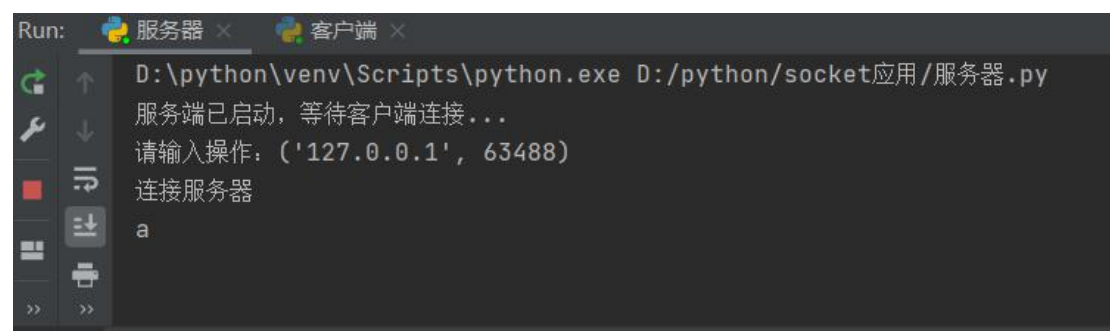 Run: 服务器 × 客户端 ×
D:\python\venv\Scripts\python.exe D:/python/socket应用/服务器.py
服务端已启动，等待客户端连接...
请输入操作：('127.0.0.1', 63488)
连接服务器
a